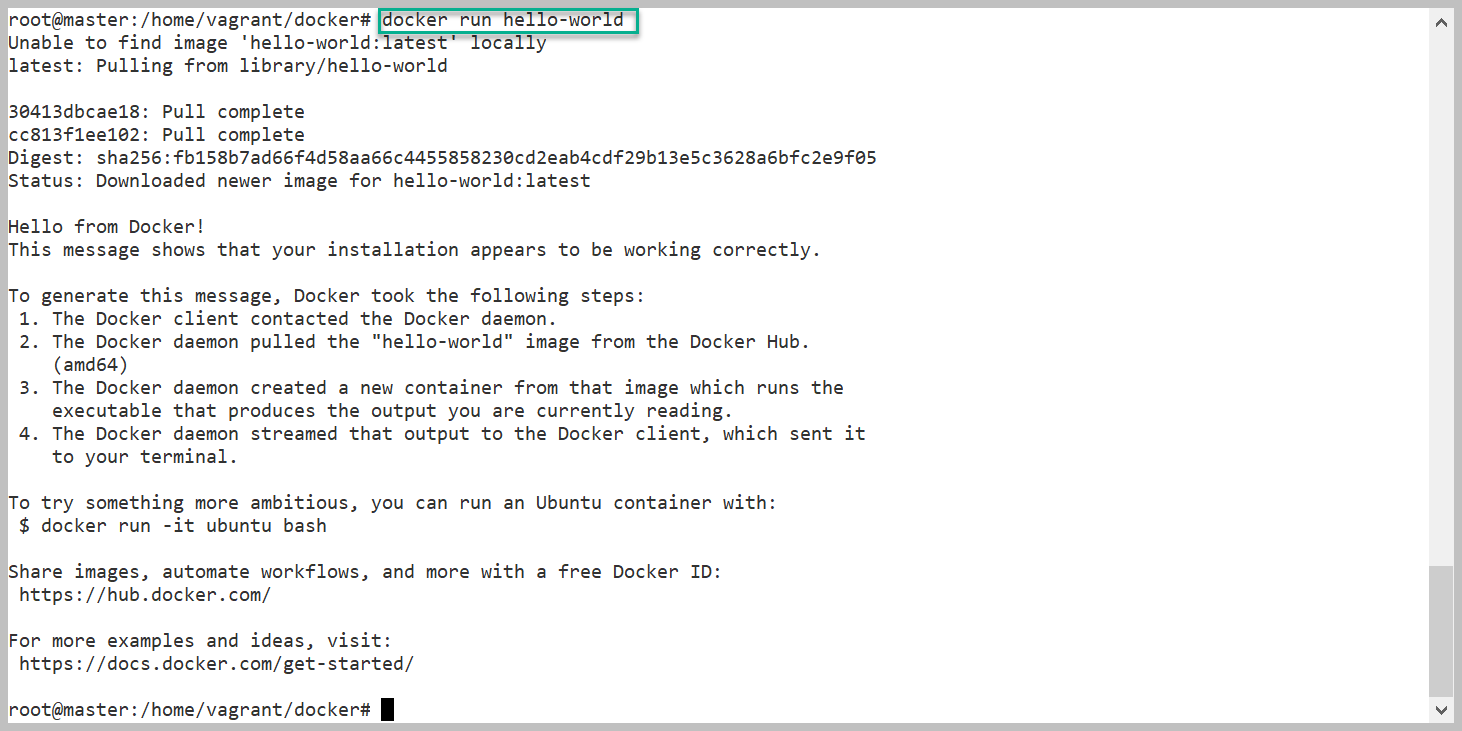 root@master:/home/vagrant/docker# docker run hello-world
Unable to find image 'hello-world:latest' locally
latest: Pulling from library/hello-world
30413dbcae18: Pull complete
cc813f1ee102: Pull complete
Digest: sha256:fb158b7ad66f4d58aa66c4455858230cd2eab4cdf29b13e5c3628a6bfc2e9f05
Status: Downloaded newer image for hello-world:latest
Hello from Docker!
This message shows that your installation appears to be working correctly.
To generate this message, Docker took the following steps:
1. The Docker client contacted the Docker daemon.
2. The Docker daemon pulled the "hello-world" image from the Docker Hub.
(amd64)
3. The Docker daemon created a new container from that image which runs the
executable that produces the output you are currently reading.
4. The Docker daemon streamed that output to the Docker client, which sent it
to your terminal.
To try something more ambitious, you can run an Ubuntu container with:
$ docker run -it ubuntu bash
Share images, automate workflows, and more with a free Docker ID:
https://hub.docker.com/
For more examples and ideas, visit:
https://docs.docker.com/get-started/
root@master:/home/vagrant/docker#